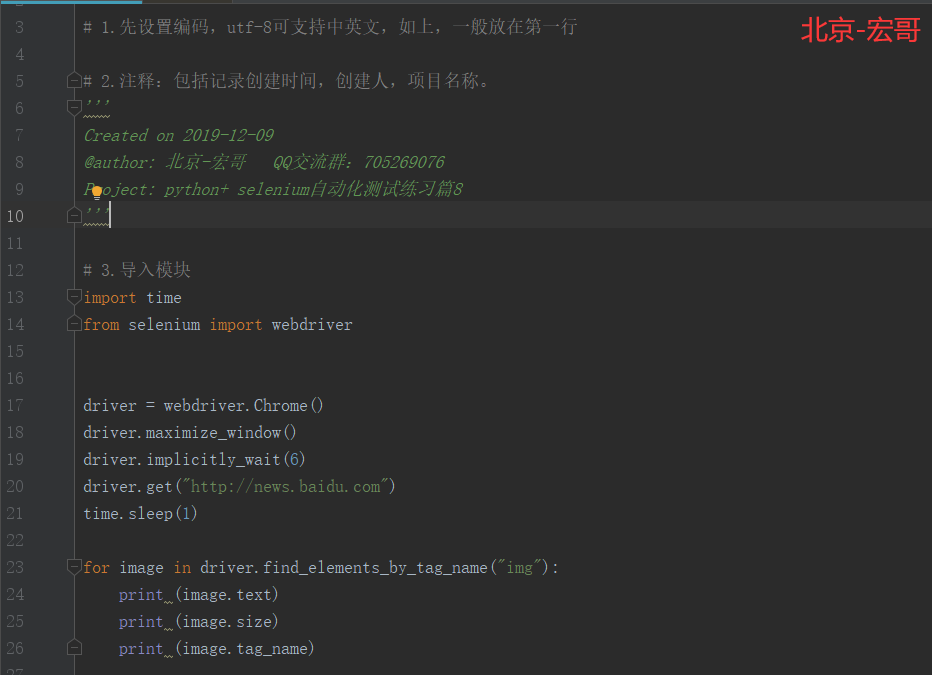 北京-宏哥
3 # 1.先设置编码，utf-8可支持中英文，如上，一般放在第一行
4
5 # 2.注释：包括记录创建时间，创建人，项目名称。
6 '''
7 Created on 2019-12-09
8 @author: 北京-宏哥   QQ交流群：705269076
9 Project: python+ selenium自动化测试练习篇8
10 '''
11
12 # 3.导入模块
13 import time
14 from selenium import webdriver
15
16
17 driver = webdriver.Chrome()
18 driver.maximize_window()
19 driver.implicitly_wait(6)
20 driver.get("http://news.baidu.com")
21 time.sleep(1)
22
23 for image in driver.find_elements_by_tag_name("img"):
24     print (image.text)
25     print (image.size)
26     print (image.tag_name)
27